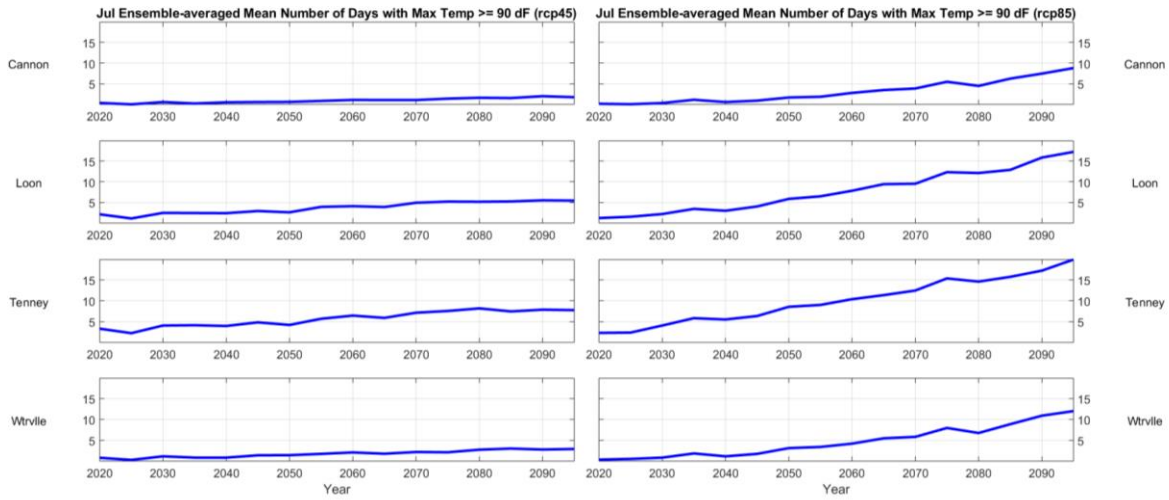 Jul Ensemble-averaged Mean Number of Days with Max Temp >= 90 dF (rcp45) Jul Ensemble-averaged Mean Number of Days with Max Temp >= 90 dF (rcp85)
15 15
Cannon 10 10 Cannon
5 5
2020 2030 2040 2050 2060 2070 2080 2090 2020 2030 2040 2050 2060 2070 2080 2090
15 15
Loon 10 10 Loon
5 5
2020 2030 2040 2050 2060 2070 2080 2090 2020 2030 2040 2050 2060 2070 2080 2090
15 15
Tenney 10 10 Tenney
5 5
2020 2030 2040 2050 2060 2070 2080 2090 2020 2030 2040 2050 2060 2070 2080 2090
15 15
Wtrvlle 10 10 Wtrvlle
5 5
2020 2030 2040 2050 2060 2070 2080 2090 2020 2030 2040 2050 2060 2070 2080 2090
Year Year